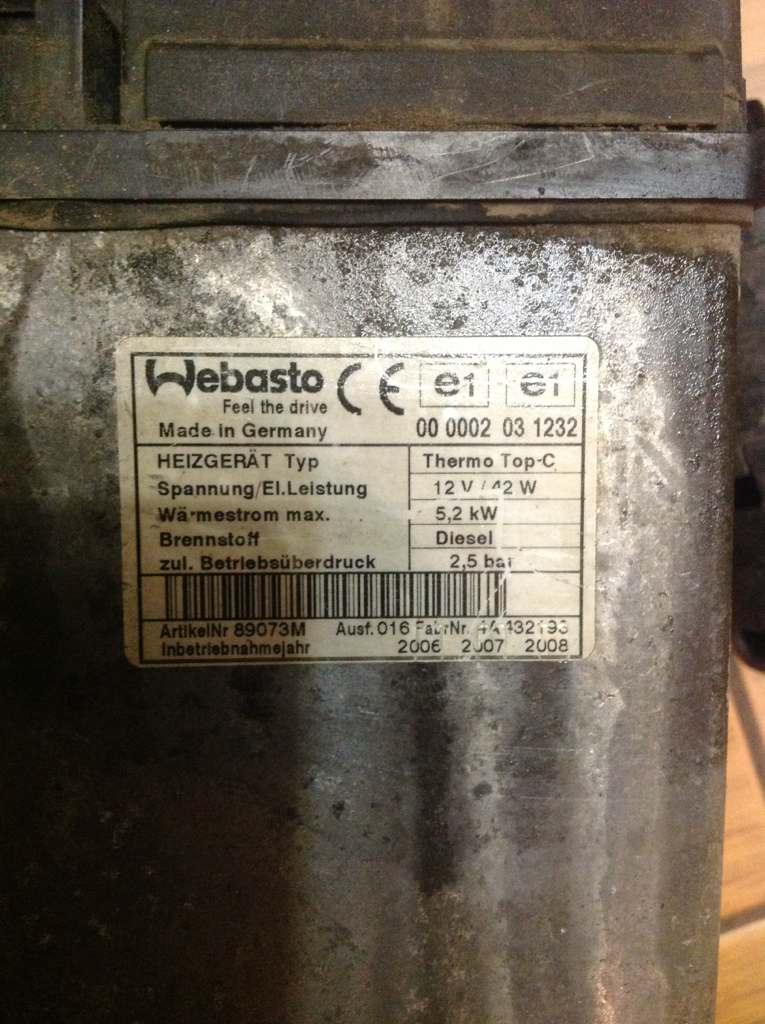 Webasto
Feel the drive
CE e1 e1
Made in Germany 00 0002 03 1232
HEIZGERÄT Typ Thermo Top-C
Spannung/El.Leistung 12 V / 42 W
Wärmestrom max. 5,2 kW
Brennstoff Diesel
zul. Betriebsüberdruck 2,5 bar
ArtikelNr 89073M Ausf. 016 FabrNr.
Inbetriebnahmejahr 2006 2007 2008